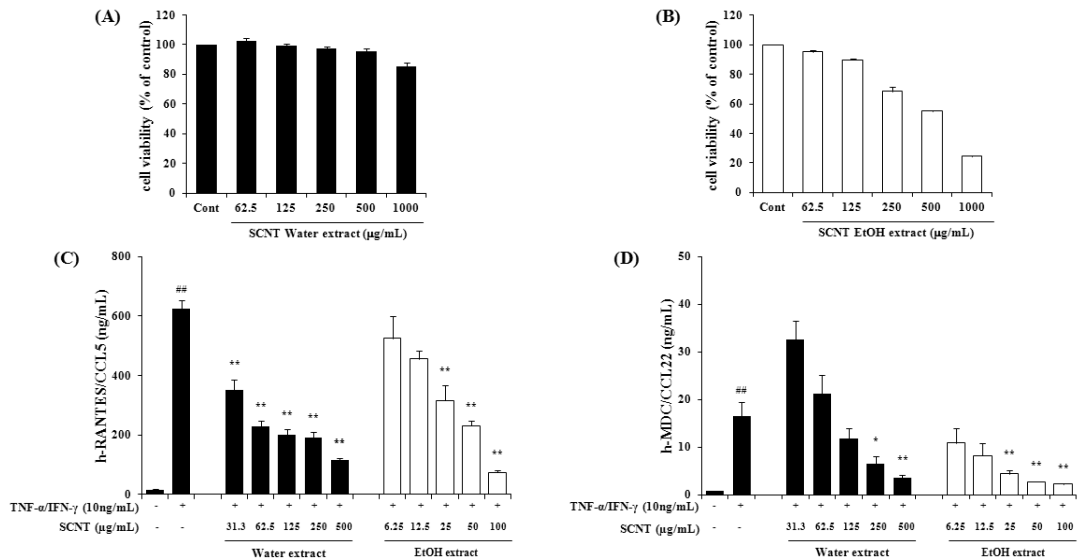 (A)
cell viability (% of control)
120
100
80
60
40
20
0
Cont 62.5 125 250 500 1000
SCNT Water extract (μg/mL)
(B)
cell viability (% of control)
120
100
80
60
40
20
0
Cont 62.5 125 250 500 1000
SCNT EtOH extract (μg/mL)
(C)
h-RANTES/CCL5 (ng/mL)
800
600
400
200
0
##
** ** ** ** **
** ** **
TNF-α/IFN-γ (10ng/mL) - + + + + + + + + + + +
SCNT (μg/mL) - - 31.3 62.5 125 250 500 6.25 12.5 25 50 100
Water extract EtOH extract
(D)
h-MDC/CCL22 (ng/mL)
50
40
30
20
10
0
##
* **
** ** **
TNF-α/IFN-γ (10ng/mL) - + + + + + + + + + + +
SCNT (μg/mL) - - 31.3 62.5 125 250 500 6.25 12.5 25 50 100
Water extract EtOH extract